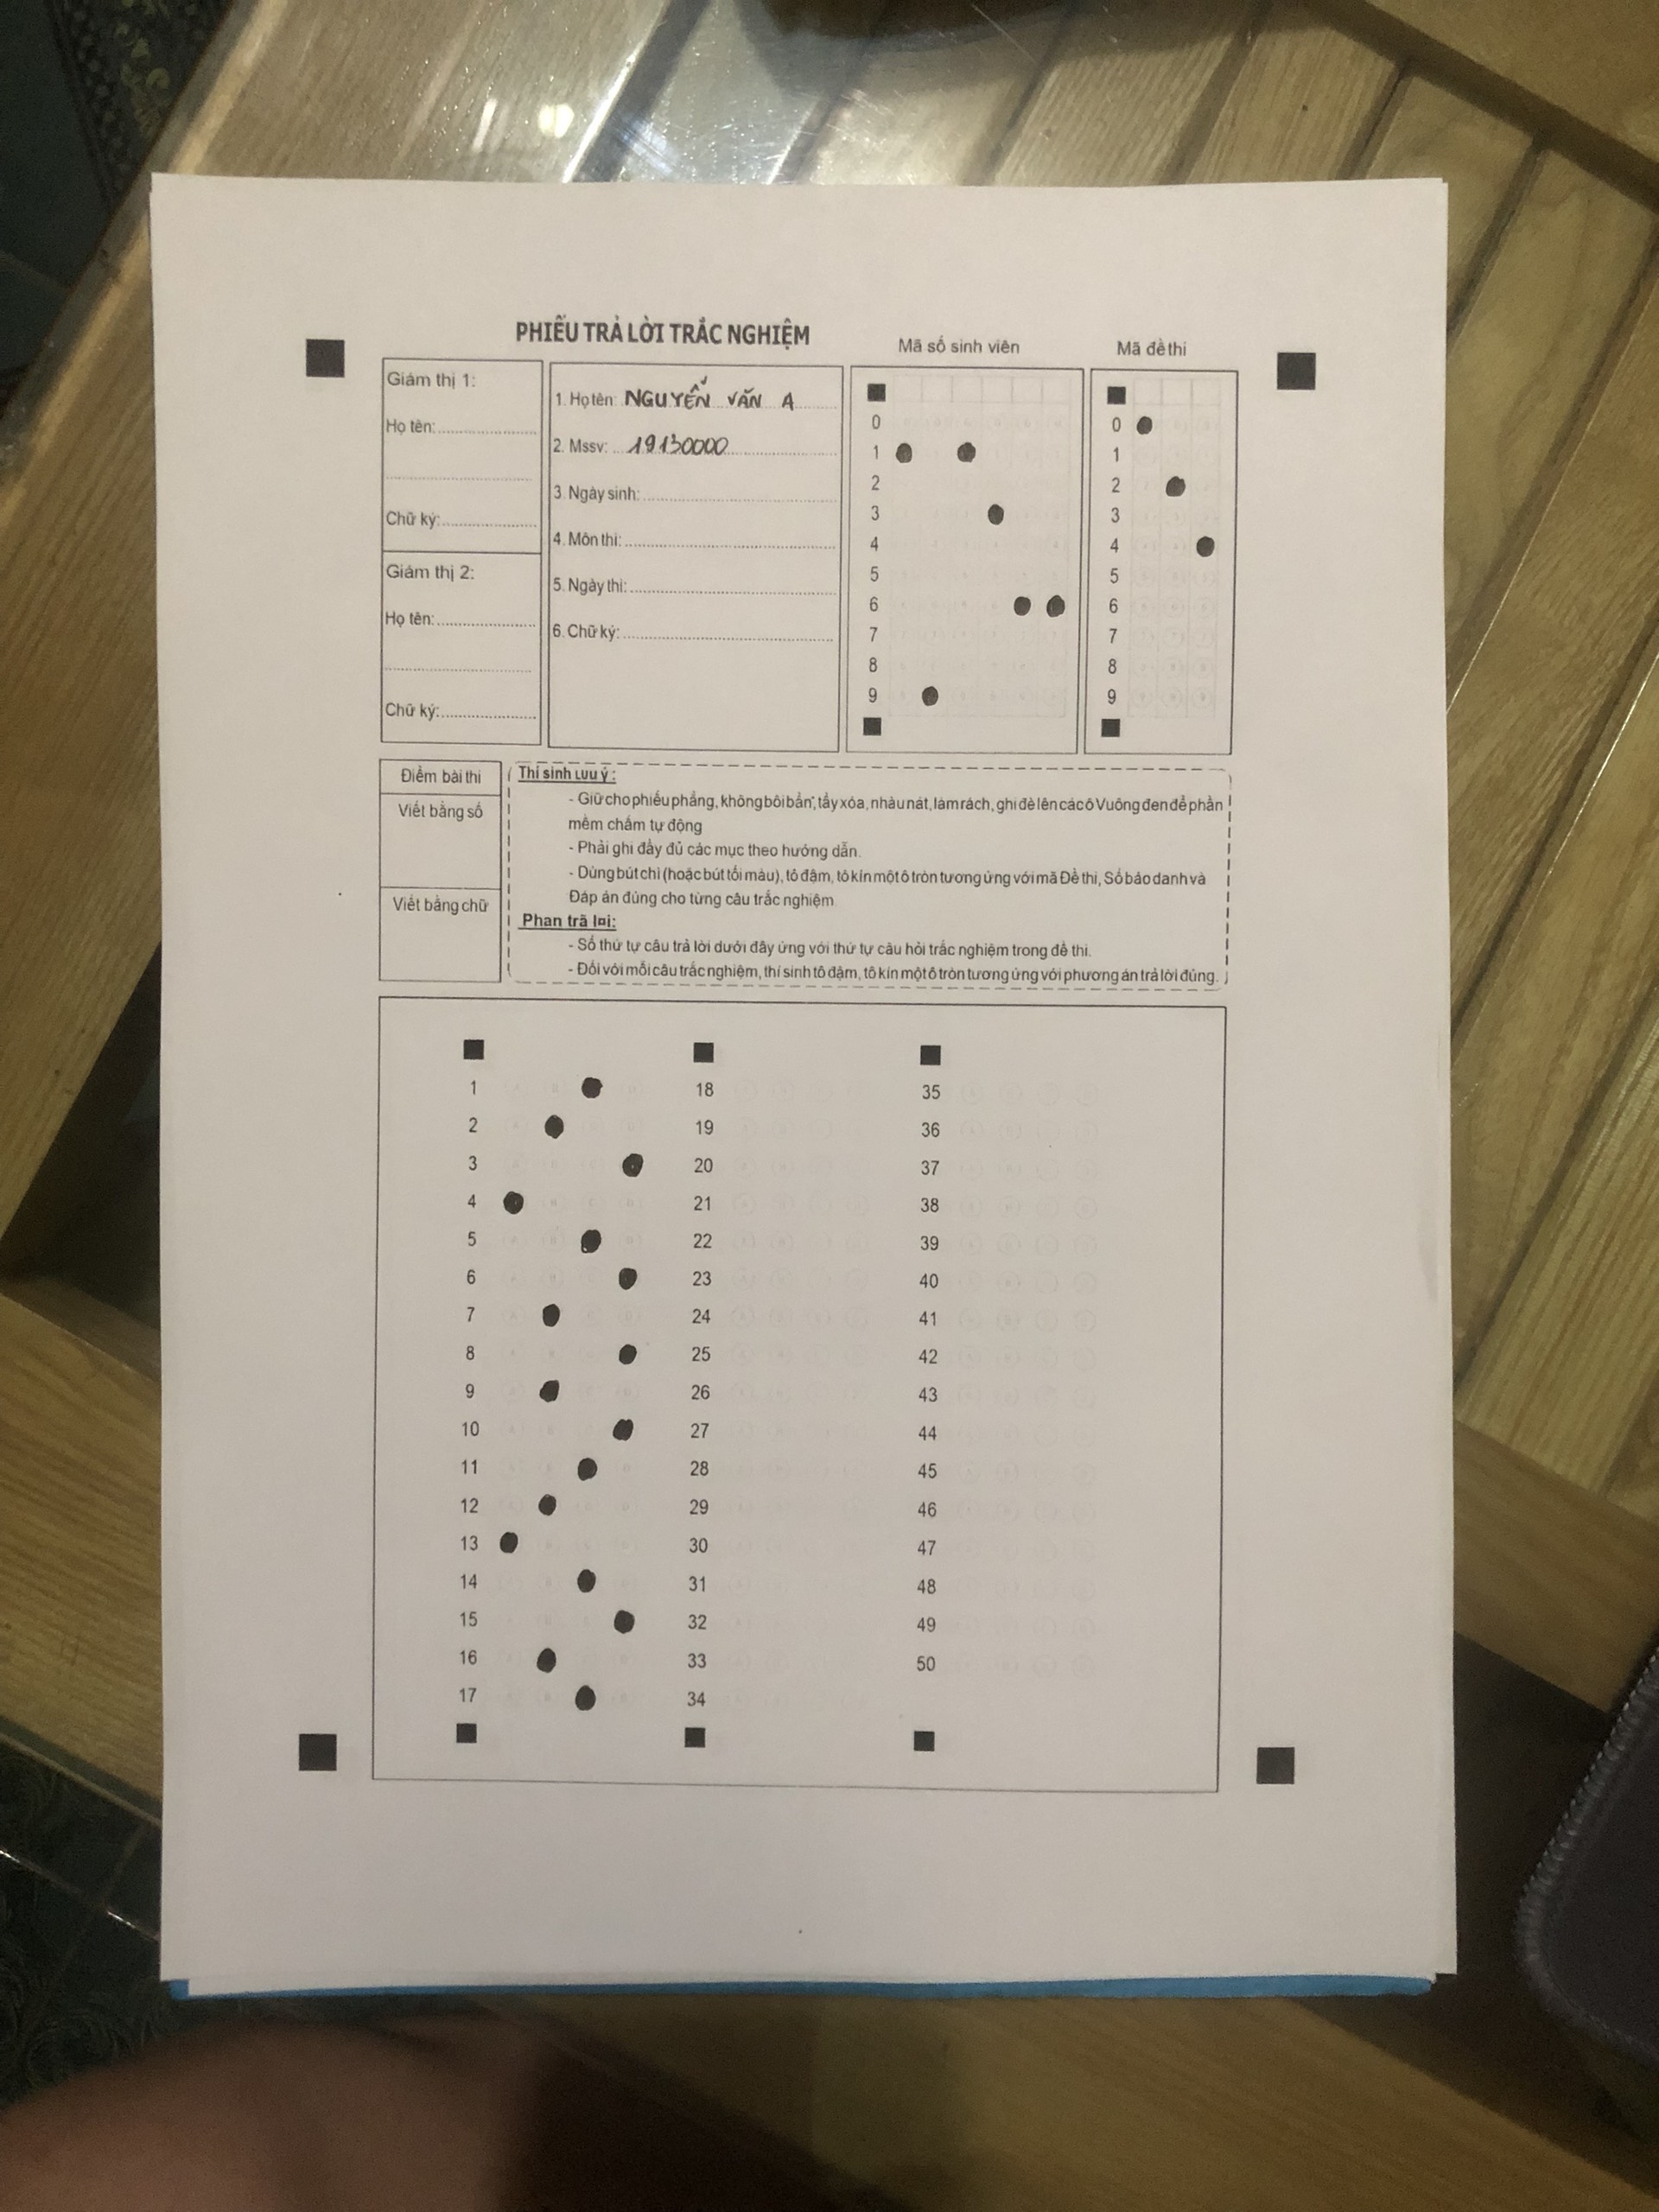 PHIẾU TRẢ LỜI TRẮC NGHIỆM
Mã số sinh viên
Mã đề thi
Giám thị 1:
Họ tên:
Chữ ký:
Giám thị 2:
Họ tên:
Chữ ký:
1. Họ tên: NGUYỄN VĂN A
2. Mssv: 19130000
3. Ngày sinh:
4. Môn thi:
5. Ngày thi:
6. Chữ ký:
0
1
2
3
4
5
6
7
8
9
0
1
2
3
4
5
6
7
8
9
Điểm bài thi
Viết bằng số
Viết bằng chữ
Thí sinh Lưu ý :
- Giữ cho phiếu phẳng, không bôi bẩn, tẩy xóa, nhàu nát, làm rách, ghi đè lên các ô Vuông đen để phần
mềm chấm tự động
- Phải ghi đầy đủ các mục theo hướng dẫn.
- Dùng bút chì (hoặc bút tối màu), tô đậm, tô kín một ô tròn tương ứng với mã Đề thi, Số báo danh và
Đáp án đúng cho từng câu trắc nghiệm.
Phan trã lại:
- Số thứ tự câu trả lời dưới đây ứng với thứ tự câu hỏi trắc nghiệm trong đề thi.
- Đối với mỗi câu trắc nghiệm, thí sinh tô đậm, tô kín một ô tròn tương ứng với phương án trả lời đúng.
1
2
3
4
5
6
7
8
9
10
11
12
13
14
15
16
17
18
19
20
21
22
23
24
25
26
27
28
29
30
31
32
33
34
35
36
37
38
39
40
41
42
43
44
45
46
47
48
49
50